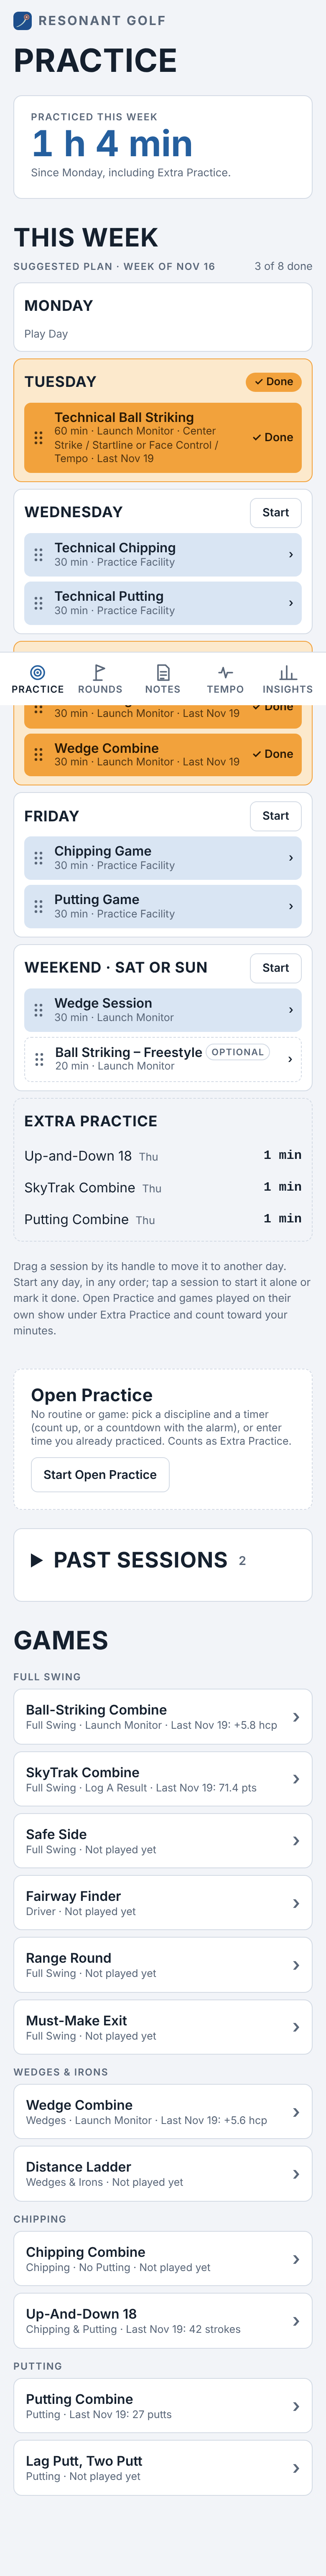 RESONANT GOLF
PRACTICE
PRACTICED THIS WEEK
1 h 4 min
Since Monday, including Extra Practice.
THIS WEEK
SUGGESTED PLAN · WEEK OF NOV 16
3 of 8 done
MONDAY
Play Day
TUESDAY
✓ Done
Technical Ball Striking
60 min · Launch Monitor · Center
Strike / Startline or Face Control /
Tempo · Last Nov 19
✓ Done
WEDNESDAY
Start
Technical Chipping
30 min · Practice Facility
›
Technical Putting
30 min · Practice Facility
›
PRACTICE
ROUNDS
NOTES
TEMPO
INSIGHTS
30 min · Launch Monitor · Last Nov 19
✓ Done
Wedge Combine
30 min · Launch Monitor · Last Nov 19
✓ Done
FRIDAY
Start
Chipping Game
30 min · Practice Facility
›
Putting Game
30 min · Practice Facility
›
WEEKEND · SAT OR SUN
Start
Wedge Session
30 min · Launch Monitor
›
Ball Striking – Freestyle OPTIONAL
20 min · Launch Monitor
›
EXTRA PRACTICE
Up-and-Down 18 Thu 1 min
SkyTrak Combine Thu 1 min
Putting Combine Thu 1 min
Drag a session by its handle to move it to another day.
Start any day, in any order; tap a session to start it alone or
mark it done. Open Practice and games played on their
own show under Extra Practice and count toward your
minutes.
Open Practice
No routine or game: pick a discipline and a timer
(count up, or a countdown with the alarm), or enter
time you already practiced. Counts as Extra Practice.
Start Open Practice
▶ PAST SESSIONS 2
GAMES
FULL SWING
Ball-Striking Combine
Full Swing · Launch Monitor · Last Nov 19: +5.8 hcp
›
SkyTrak Combine
Full Swing · Log A Result · Last Nov 19: 71.4 pts
›
Safe Side
Full Swing · Not played yet
›
Fairway Finder
Driver · Not played yet
›
Range Round
Full Swing · Not played yet
›
Must-Make Exit
Full Swing · Not played yet
›
WEDGES & IRONS
Wedge Combine
Wedges · Launch Monitor · Last Nov 19: +5.6 hcp
›
Distance Ladder
Wedges & Irons · Not played yet
›
CHIPPING
Chipping Combine
Chipping · No Putting · Not played yet
›
Up-And-Down 18
Chipping & Putting · Last Nov 19: 42 strokes
›
PUTTING
Putting Combine
Putting · Last Nov 19: 27 putts
›
Lag Putt, Two Putt
Putting · Not played yet
›